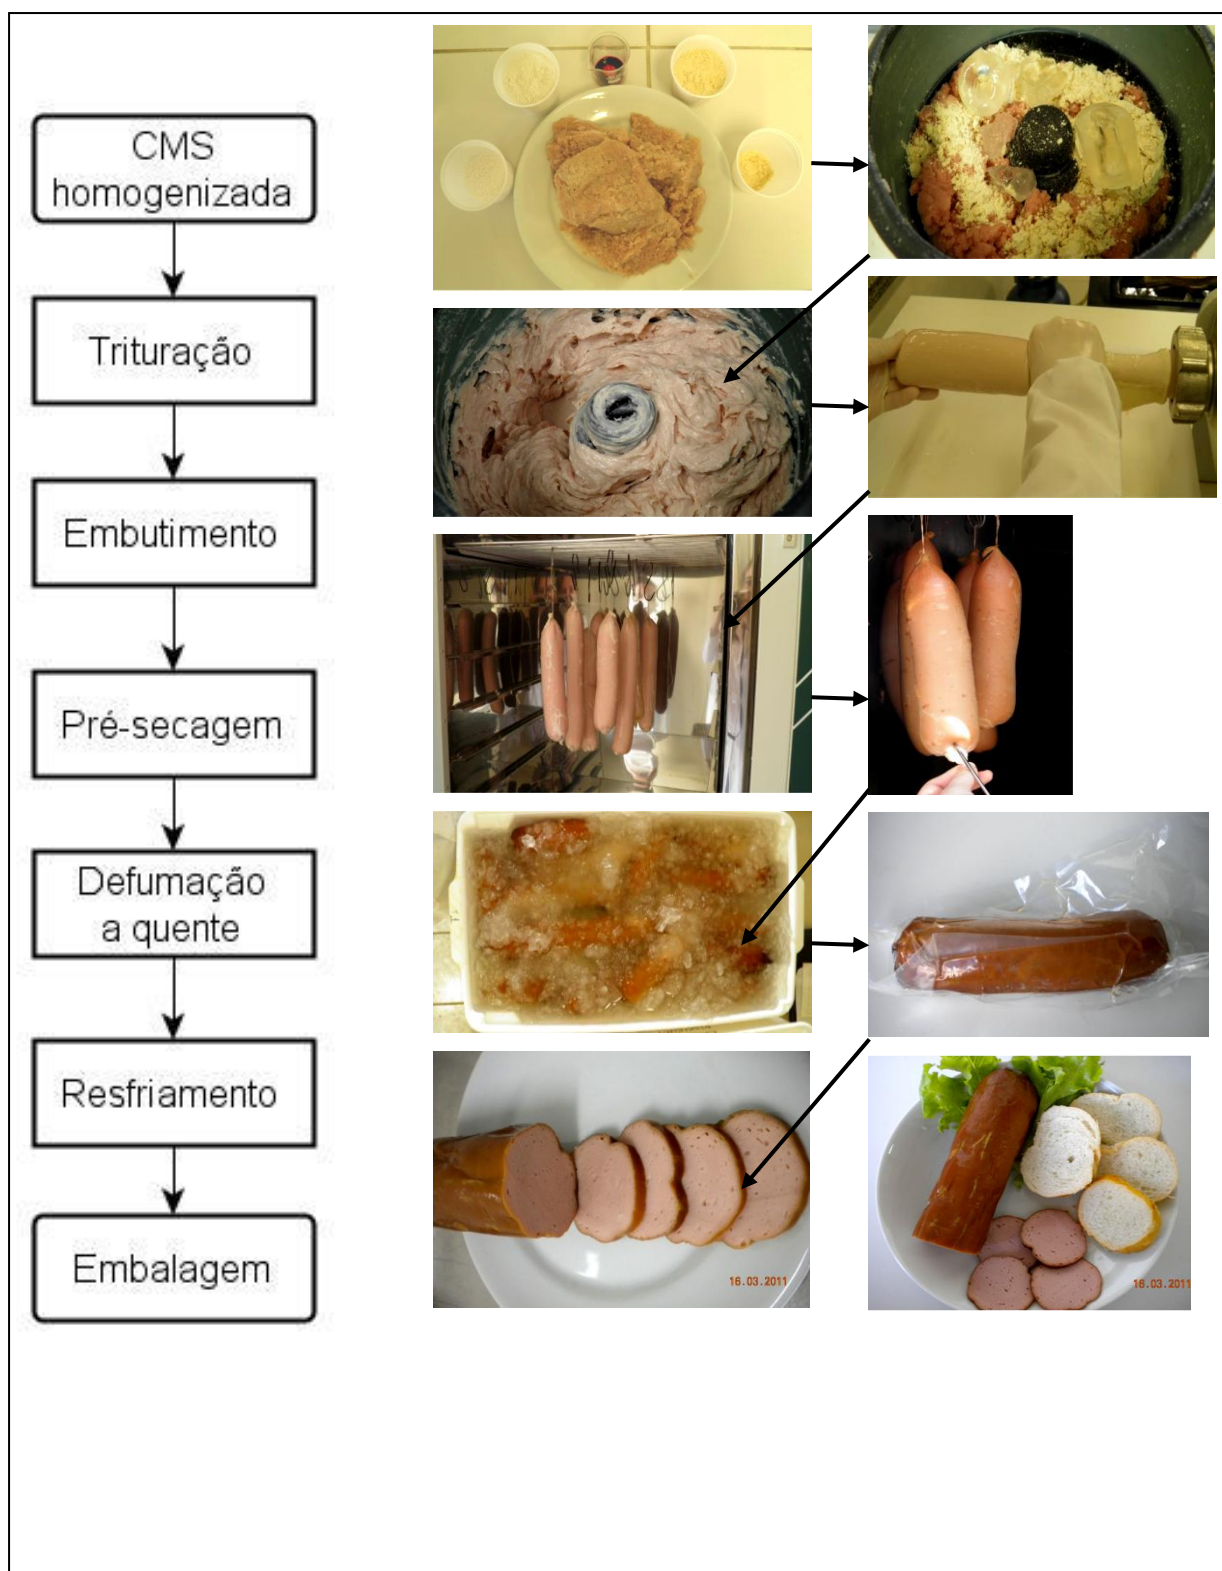 CMS
homogenizada
Trituração
Embutimento
Pré-secagem
Defumação
a quente
Resfriamento
Embalagem
16.03.2011
16.03.2011